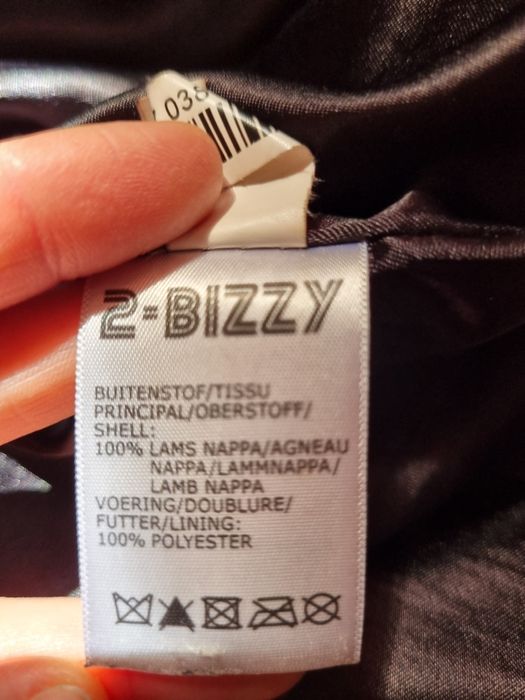 038
2-BIZZY
BUITENSTOF/TISSU
PRINCIPAL/OBERSTOFF/
SHELL:
100% LAMS NAPPA/AGNEAU
NAPPA/LAMMNAPPA/
LAMB NAPPA
VOERING/DOUBLURE/
FUTTER/LINING:
100% POLYESTER